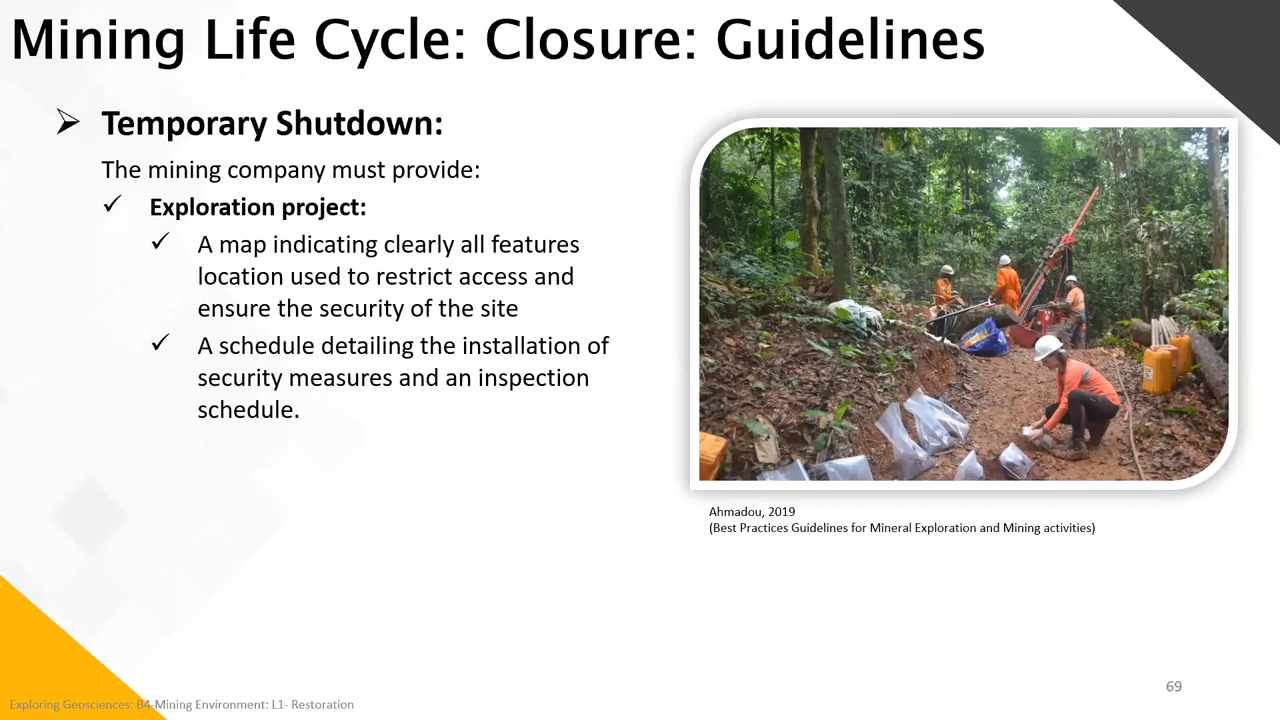 Mining Life Cycle: Closure: Guidelines
Temporary Shutdown:
The mining company must provide:
Exploration project:
A map indicating clearly all features
location used to restrict access and
ensure the security of the site
A schedule detailing the installation of
security measures and an inspection
schedule.
Ahmadou, 2019
(Best Practices Guidelines for Mineral Exploration and Mining activities)
69
Exploring Geosciences: B4-Mining Environment: L1- Restoration